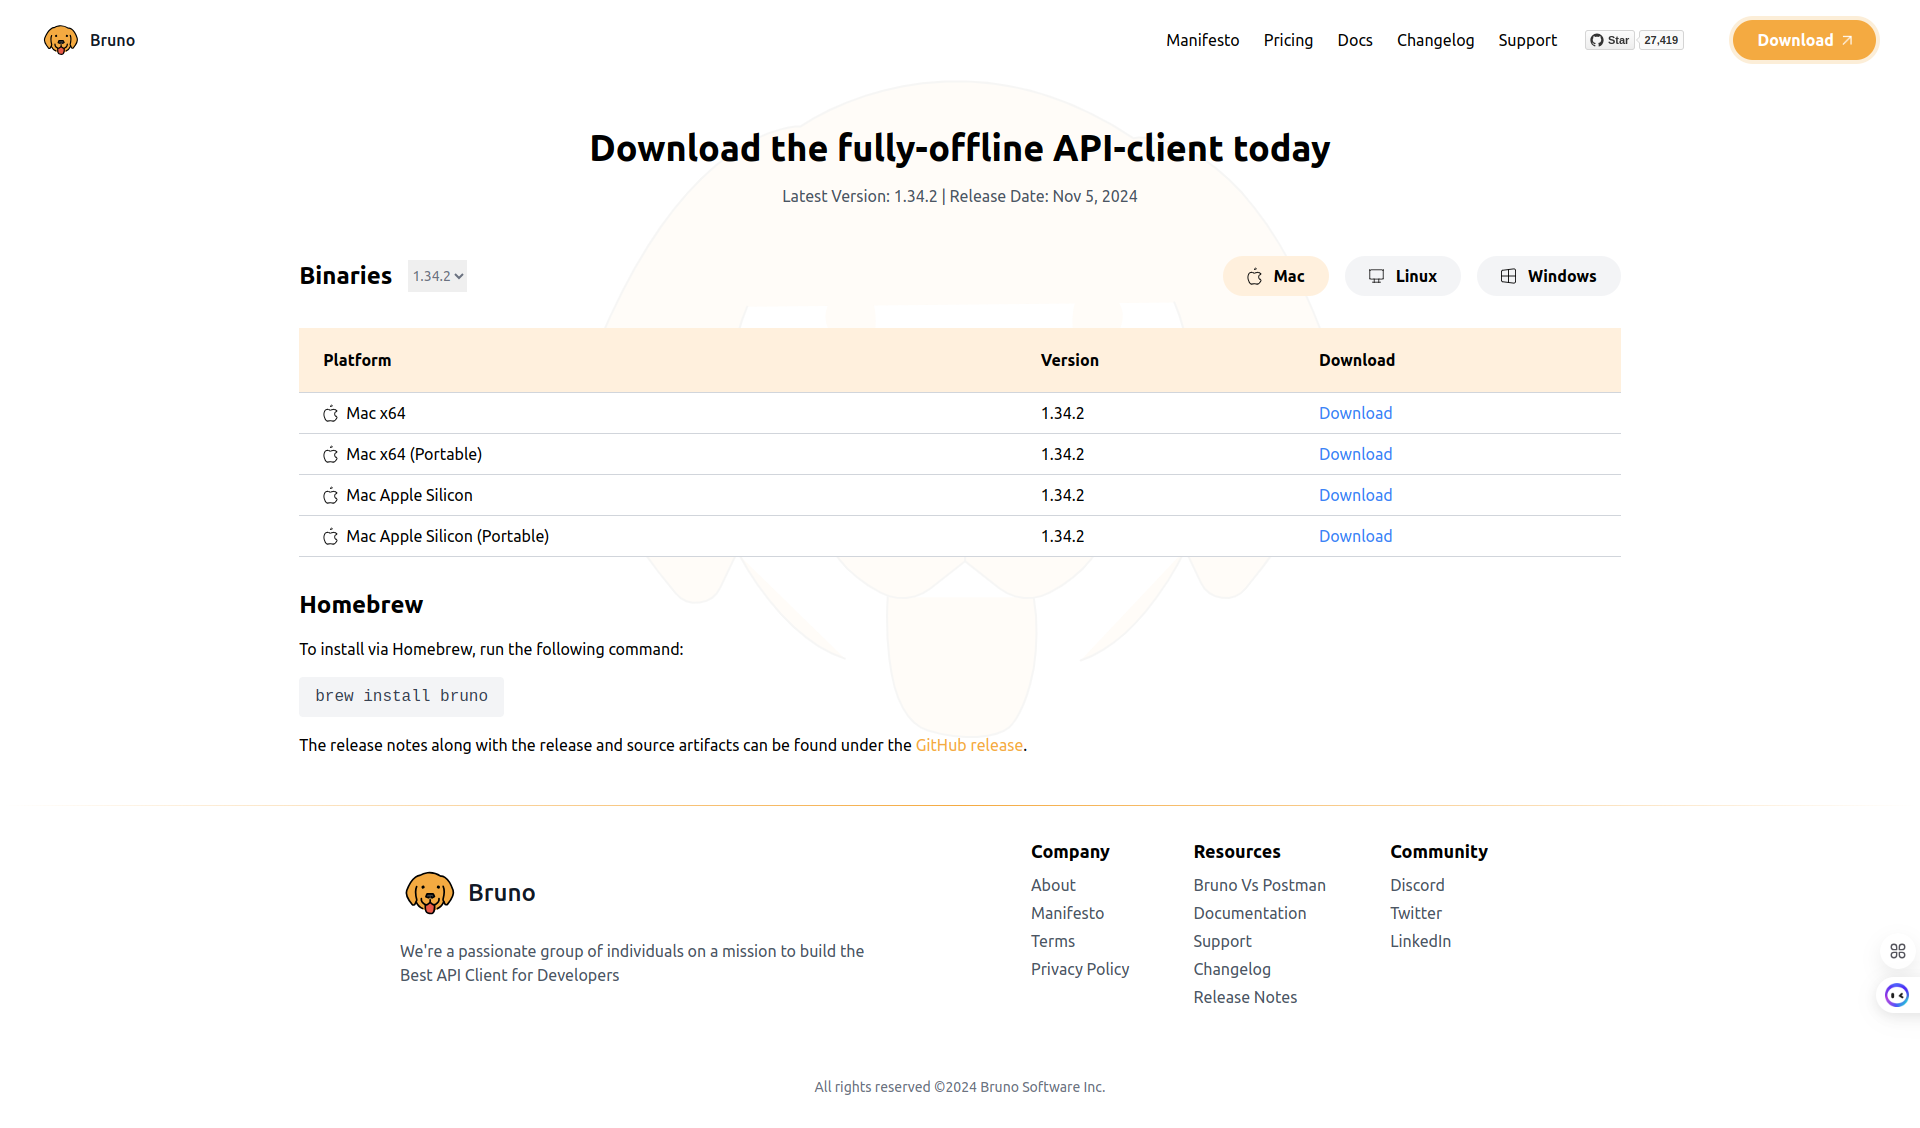 Bruno
Manifesto Pricing Docs Changelog Support Star 27,419 Download
Download the fully-offline API-client today
Latest Version: 1.34.2 | Release Date: Nov 5, 2024
Binaries 1.34.2 Mac Linux Windows
Platform Version Download
Mac x64 1.34.2 Download
Mac x64 (Portable) 1.34.2 Download
Mac Apple Silicon 1.34.2 Download
Mac Apple Silicon (Portable) 1.34.2 Download
Homebrew
To install via Homebrew, run the following command:
brew install bruno
The release notes along with the release and source artifacts can be found under the GitHub release.
Bruno
We're a passionate group of individuals on a mission to build the
Best API Client for Developers
Company
About
Manifesto
Terms
Privacy Policy
Resources
Bruno Vs Postman
Documentation
Support
Changelog
Release Notes
Community
Discord
Twitter
LinkedIn
All rights reserved ©2024 Bruno Software Inc.